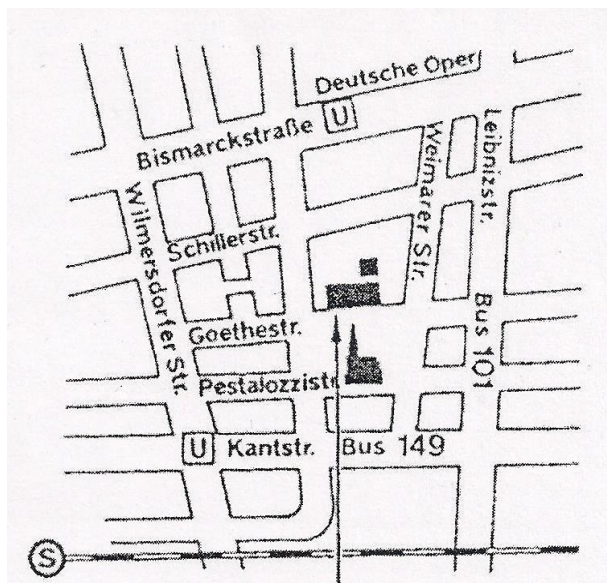 Deutsche Oper
U
Bismarckstraße
Weimarer Str.
Leibnizstr.
Wilmersdorfer Str.
Schillerstr.
Goethestr.
Bus 101
Pestalozzistr.
U Kantstr. Bus 149
S